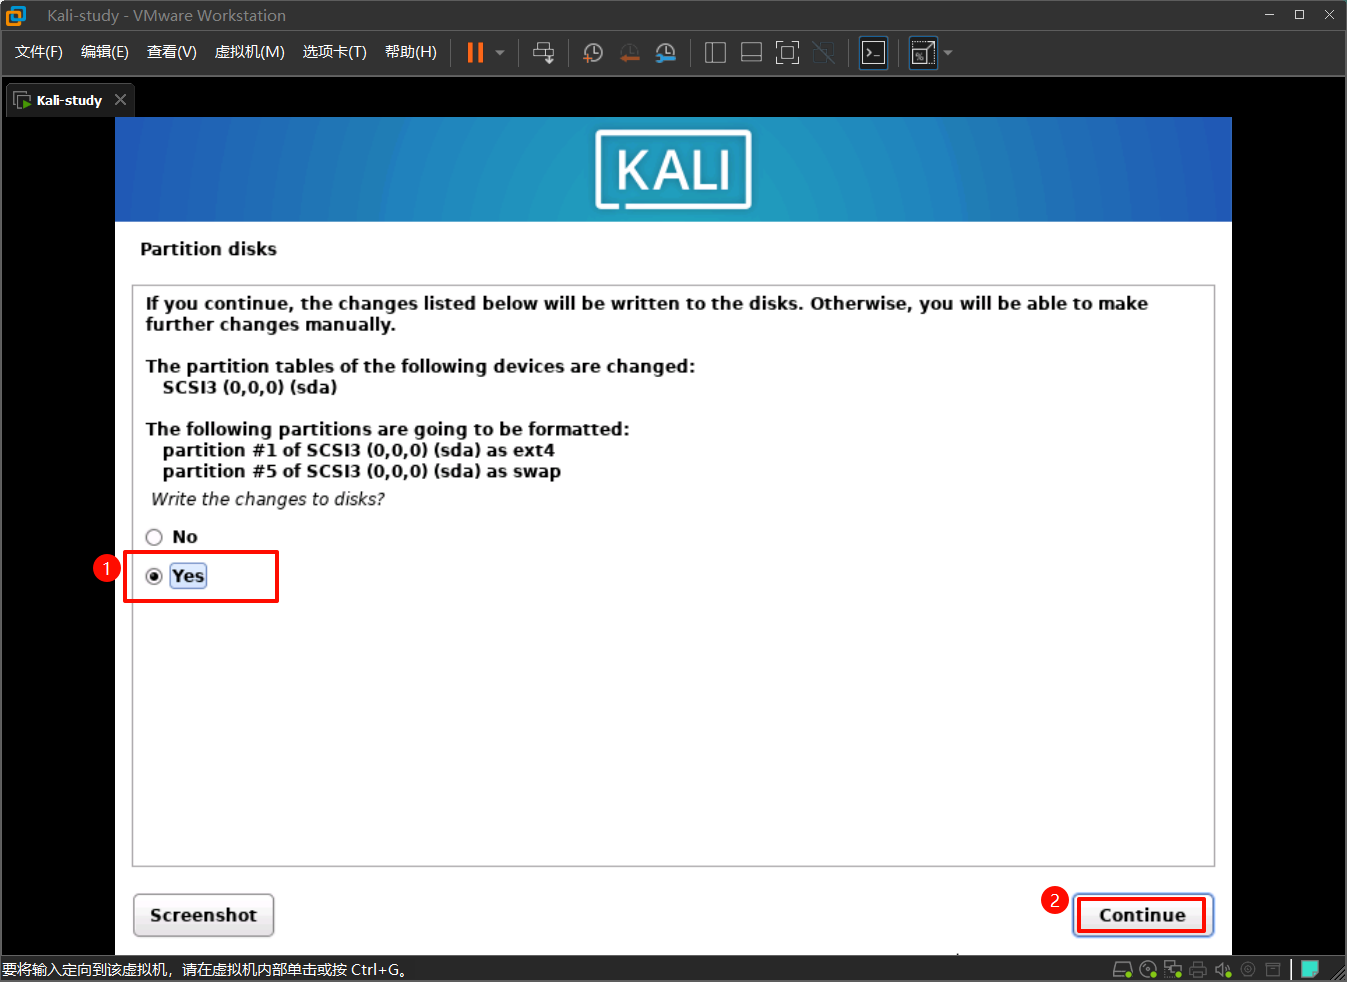 Kali-study - VMware Workstation
文件(F) 编辑(E) 查看(V) 虚拟机(M) 选项卡(T) 帮助(H)
Kali-study
KALI
Partition disks
If you continue, the changes listed below will be written to the disks. Otherwise, you will be able to make
further changes manually.
The partition tables of the following devices are changed:
SCSI3 (0,0,0) (sda)
The following partitions are going to be formatted:
partition #1 of SCSI3 (0,0,0) (sda) as ext4
partition #5 of SCSI3 (0,0,0) (sda) as swap
Write the changes to disks?
No
1
Yes
2
Screenshot Continue
要将输入定向到该虚拟机，请在虚拟机内部单击或按 Ctrl+G。